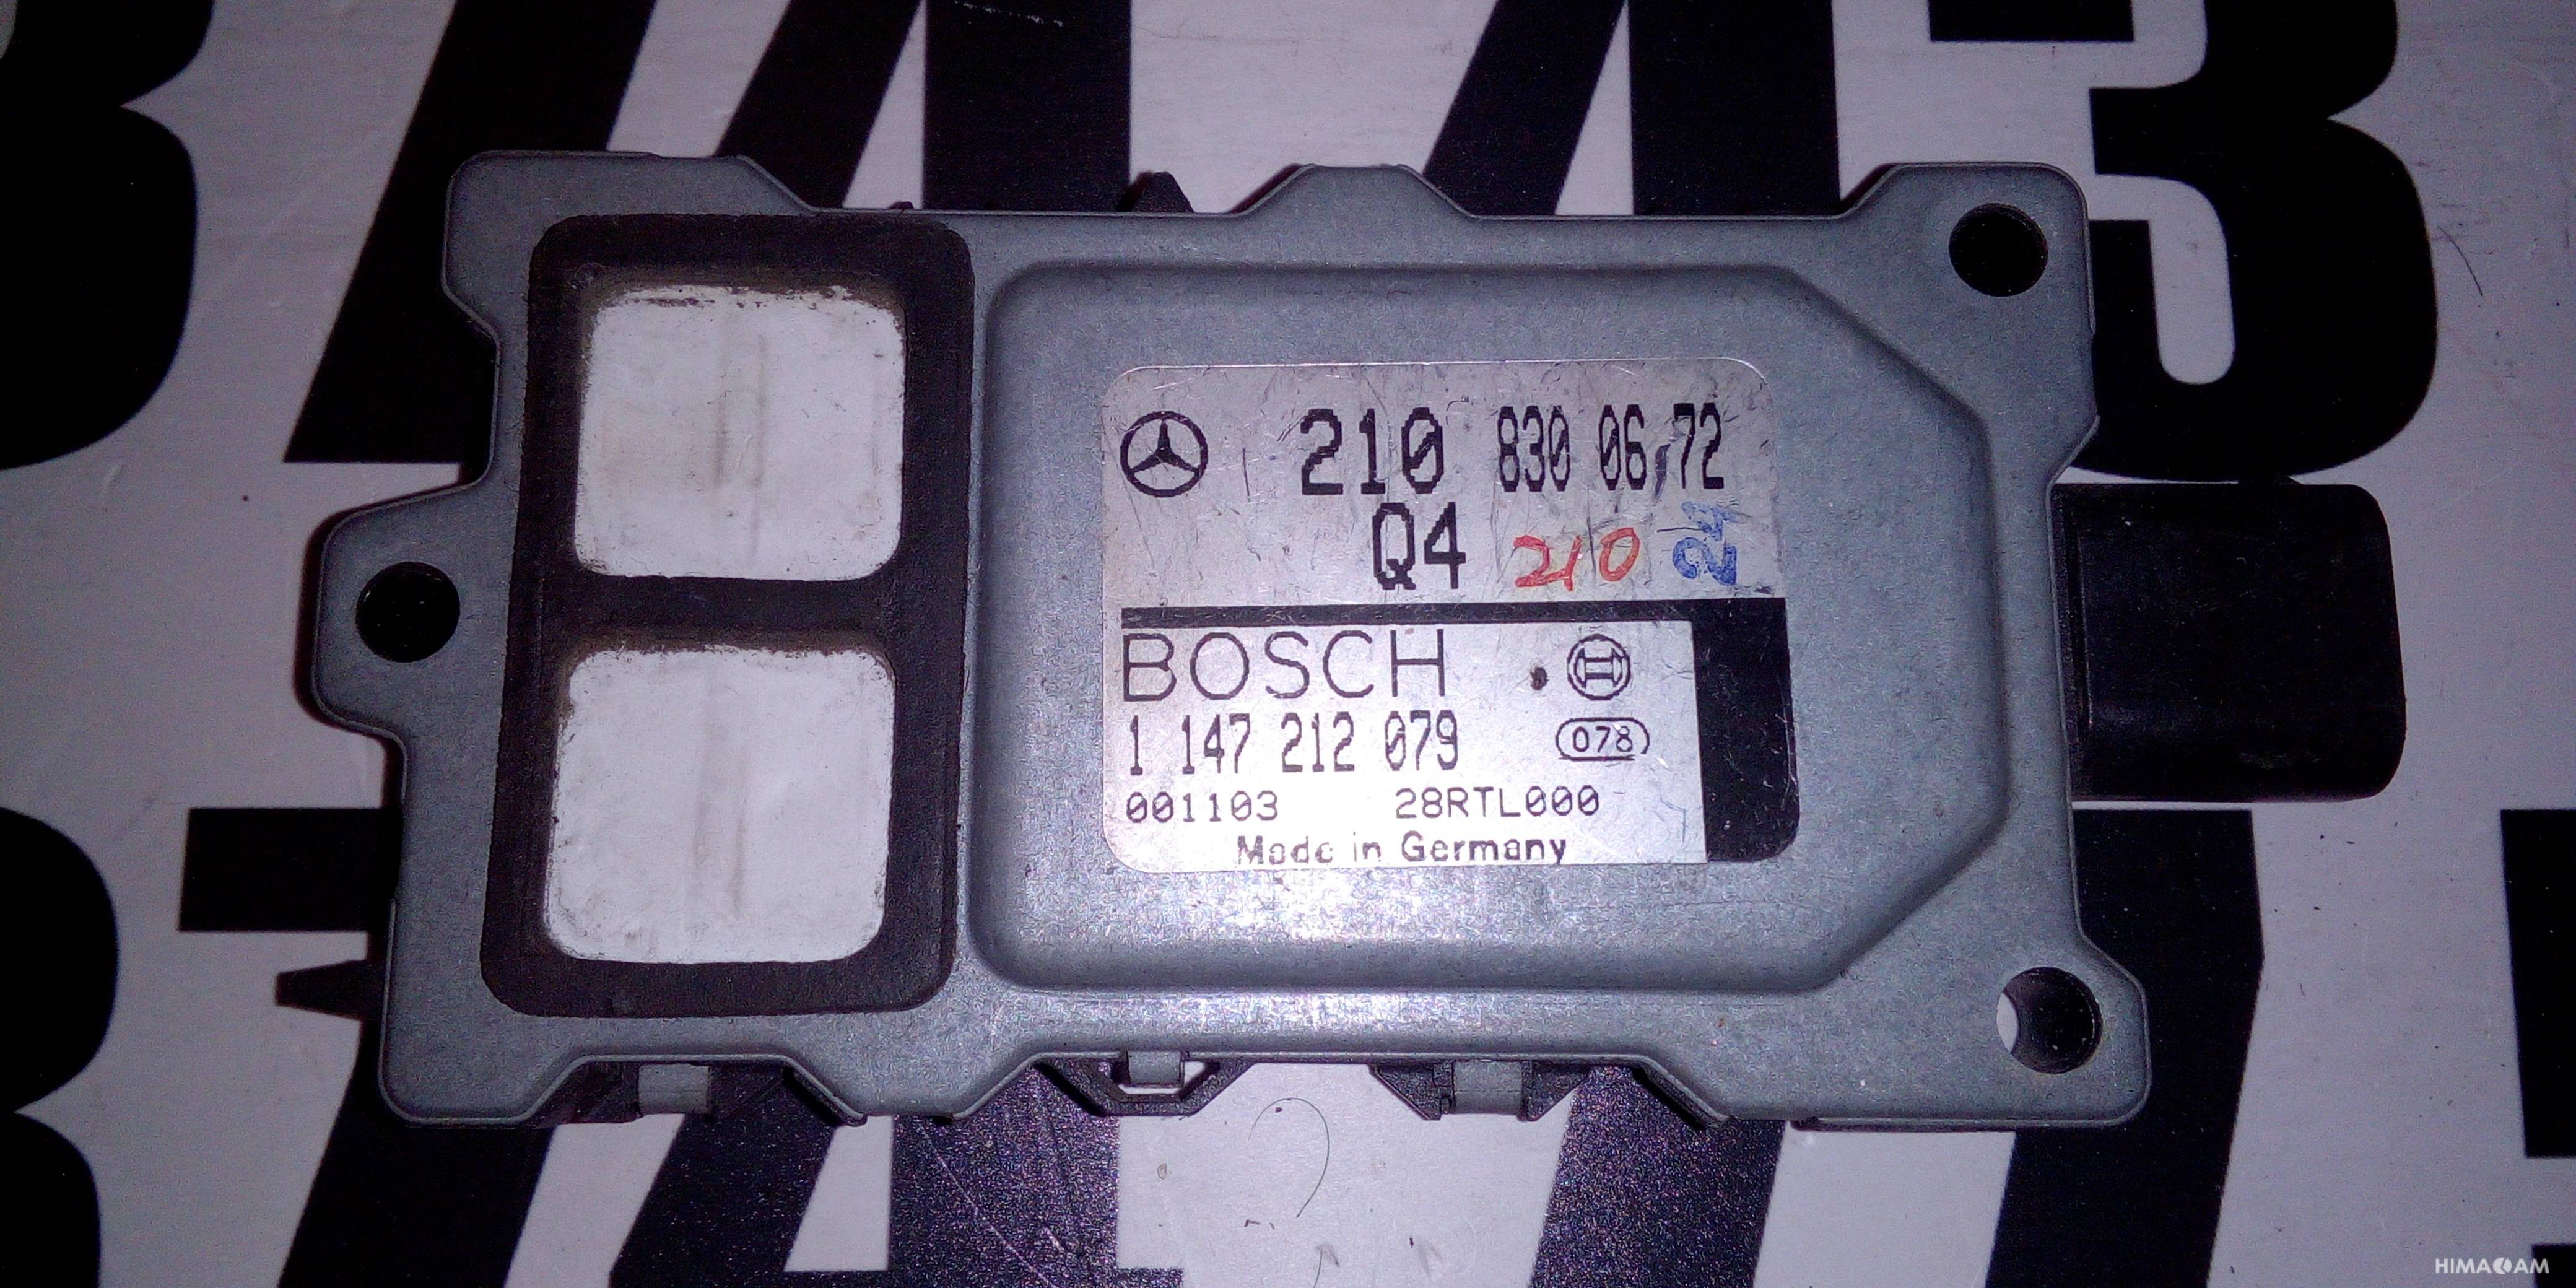 210 830 06 72
Q4 210
BOSCH
1 147 212 079 078
001103 28RTL000
Made in Germany
HIMACAM